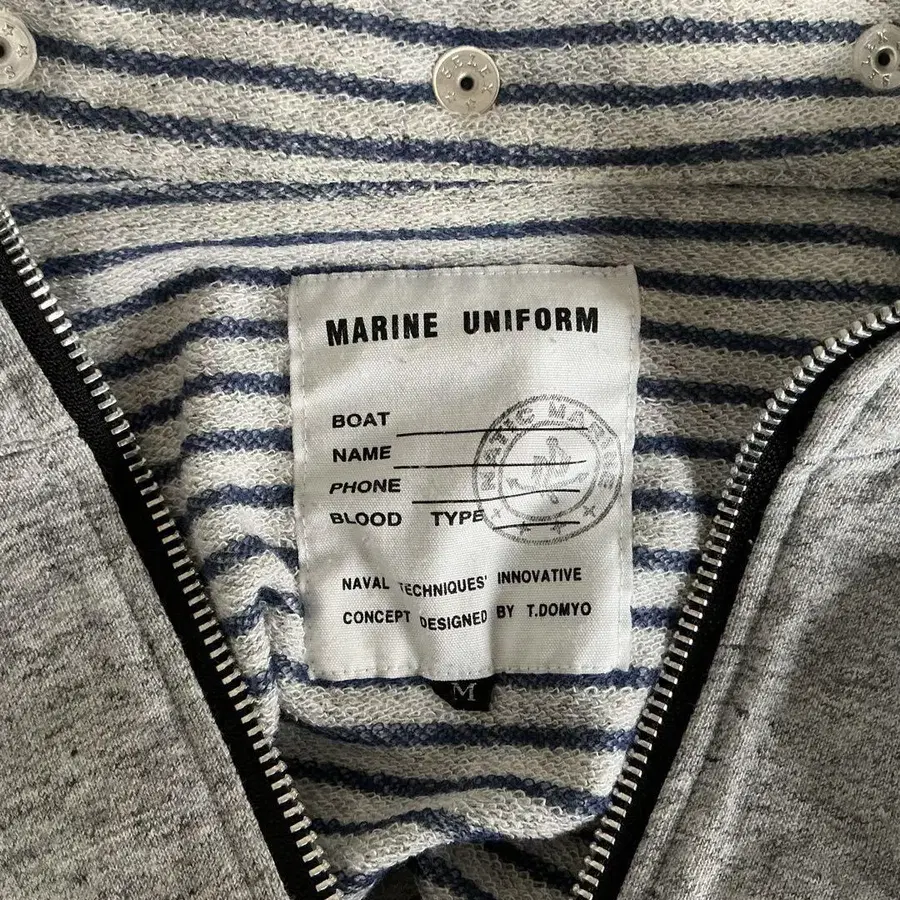 MARINE UNIFORM
BOAT
NAME
PHONE
BLOOD TYPE
NAVAL TECHNIQUES' INNOVATIVE
CONCEPT DESIGNED BY T.DOMYO
M